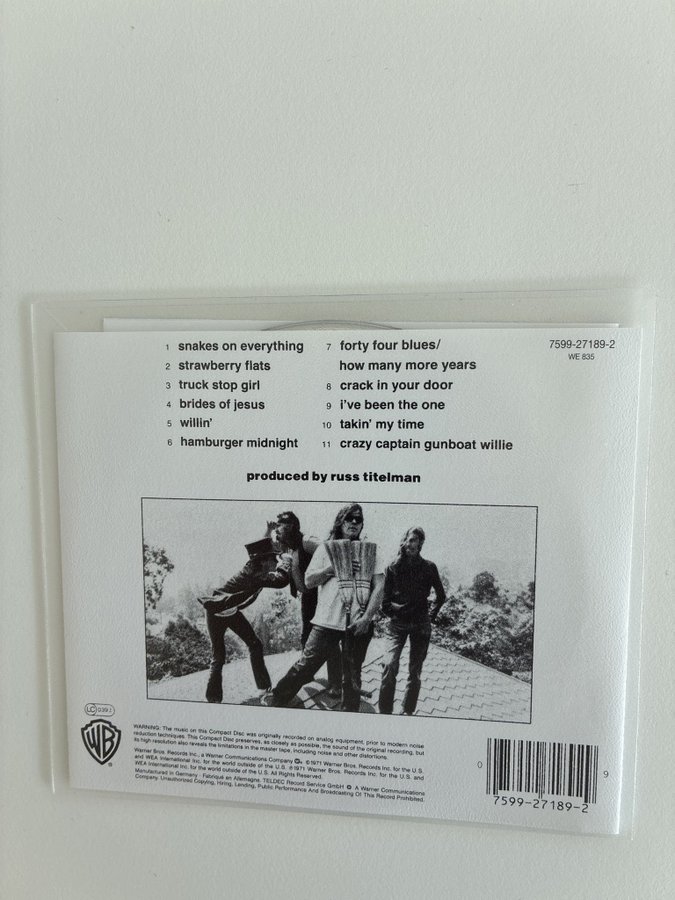 1 snakes on everything
2 strawberry flats
3 truck stop girl
4 brides of jesus
5 willin'
6 hamburger midnight
7 forty four blues/
how many more years
8 crack in your door
9 i've been the one
10 takin' my time
11 crazy captain gunboat willie
7599-27189-2
WE 835
produced by russ titelman
LC 0392
WB
®
WARNING: The music on this Compact Disc was originally recorded on analog equipment, prior to modern noise
reduction techniques. This Compact Disc preserves, as closely as possible, the sound of the original recording, but
its high resolution also reveals the limitations in the master tape, including noise and other distortions.
Warner Bros. Records Inc., a Warner Communications Company ℗ 1971 Warner Bros. Records Inc. for the U.S.
and WEA International Inc. for the world outside of the U.S. © 1971 Warner Bros. Records Inc. for the U.S. and
WEA International Inc. for the world outside of the U.S. All Rights Reserved.
Manufactured in Germany · Fabriqué en Allemagne. TELDEC Record Service GmbH A Warner Communications
Company. Unauthorized Copying, Hiring, Lending, Public Performance And Broadcasting Of This Record Prohibited.
0 7599-27189-2 9